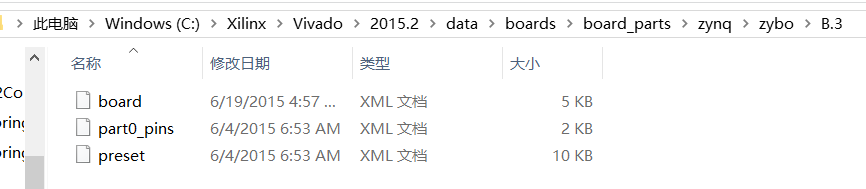 此电脑 > Windows (C:) > Xilinx > Vivado > 2015.2 > data > boards > board_parts > zynq > zybo > B.3
名称 修改日期 类型 大小
2Co
board 6/19/2015 4:57 ... XML 文档 5 KB
pring
part0_pins 6/4/2015 6:53 AM XML 文档 2 KB
pring
preset 6/4/2015 6:53 AM XML 文档 10 KB